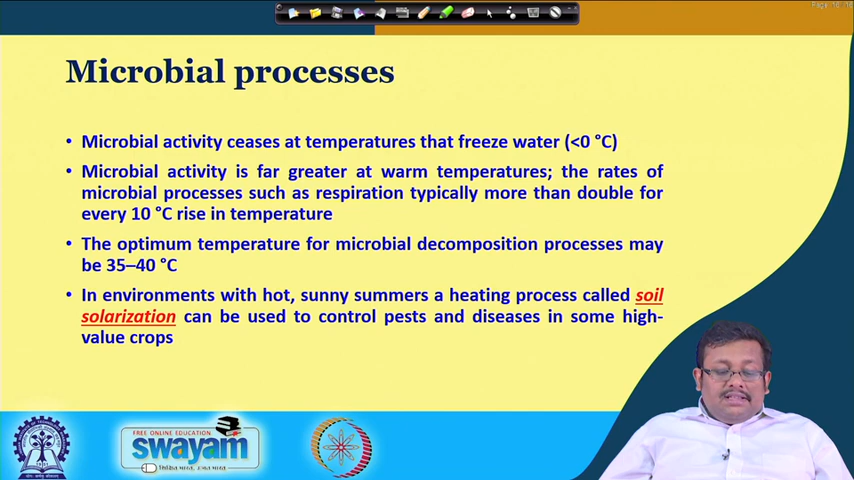 Page 10/10
Microbial processes
• Microbial activity ceases at temperatures that freeze water (<0 °C)
• Microbial activity is far greater at warm temperatures; the rates of
microbial processes such as respiration typically more than double for
every 10 °C rise in temperature
• The optimum temperature for microbial decomposition processes may
be 35–40 °C
• In environments with hot, sunny summers a heating process called soil
solarization can be used to control pests and diseases in some high-
value crops
FREE ONLINE EDUCATION
swayam